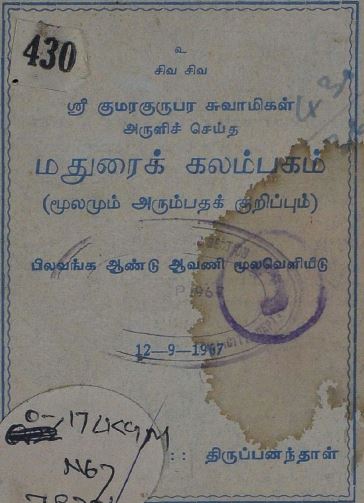 430
உ
சிவ சிவ
ஸ்ரீ குமரகுருபர சுவாமிகள்
அருளிச் செய்த
மதுரைக் கலம்பகம்
(மூலமும் அரும்பதக் குறிப்பும்)
பிலவங்க ஆண்டு ஆவணி மூலவெளியீடு
12—9—1967
:: திருப்பனந்தாள்
N67